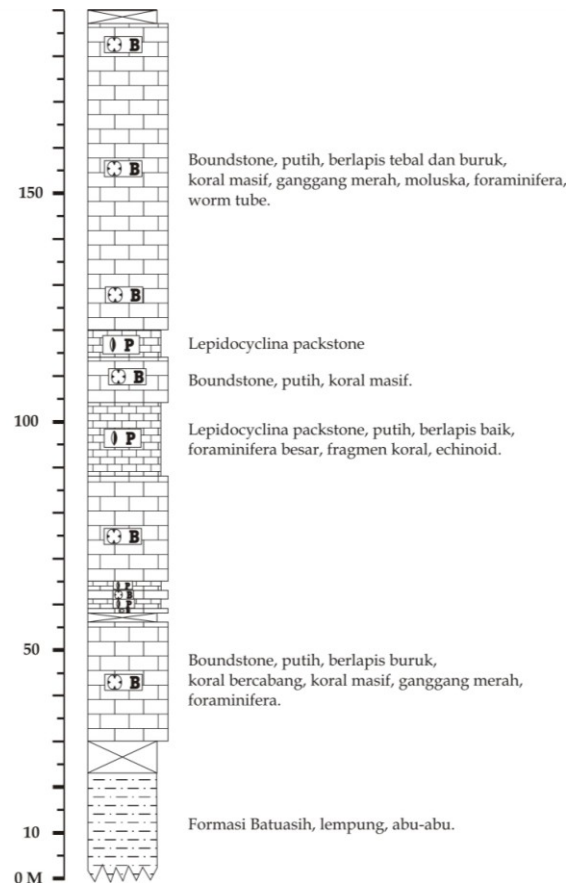 B
B
150
Boundstone, putih, berlapis tebal dan buruk,
koral masif, ganggang merah, moluska, foraminifera,
worm tube.
B
P
Lepidocyclina packstone
B
Boundstone, putih, koral masif.
100
P
Lepidocyclina packstone, putih, berlapis baik,
foraminifera besar, fragmen koral, echinoid.
B
P
B
P
50
B
Boundstone, putih, berlapis buruk,
koral bercabang, koral masif, ganggang merah,
foraminifera.
10
Formasi Batuasih, lempung, abu-abu.
0 M